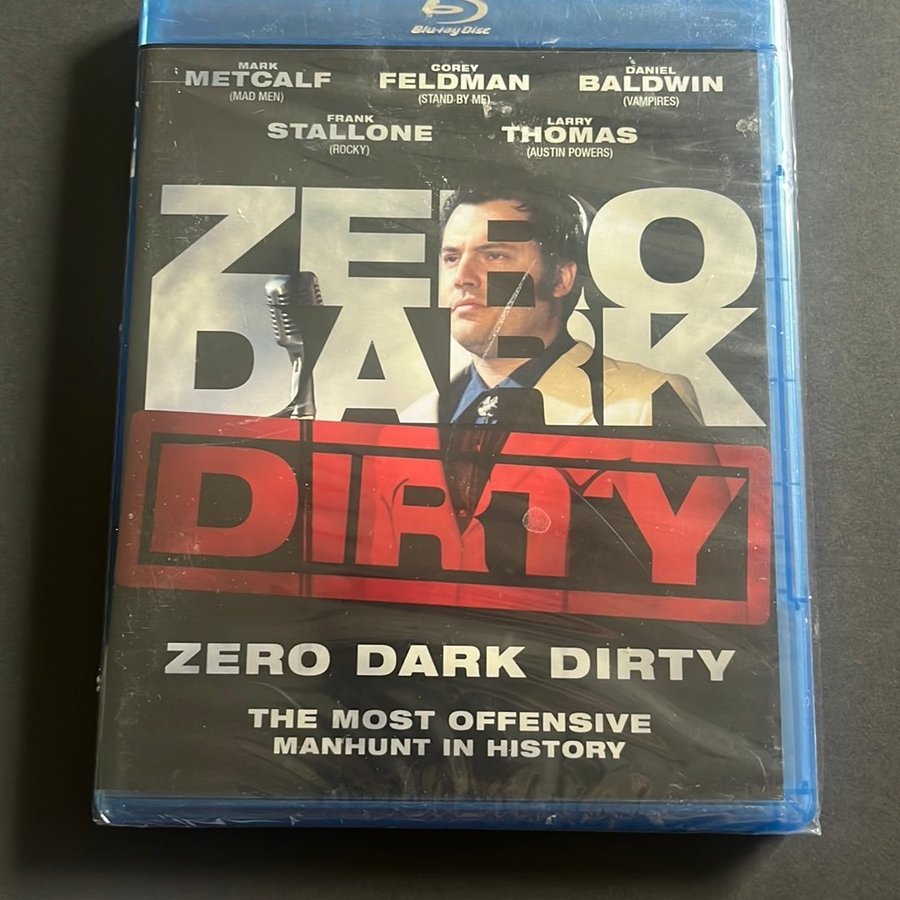 Blu-ray Disc
MARK COREY DANIEL
METCALF FELDMAN BALDWIN
(MAD MEN) (STAND BY ME) (VAMPIRES)
FRANK LARRY
STALLONE THOMAS
(ROCKY) (AUSTIN POWERS)
ZERO
DARK
DIRTY
ZERO DARK DIRTY
THE MOST OFFENSIVE
MANHUNT IN HISTORY